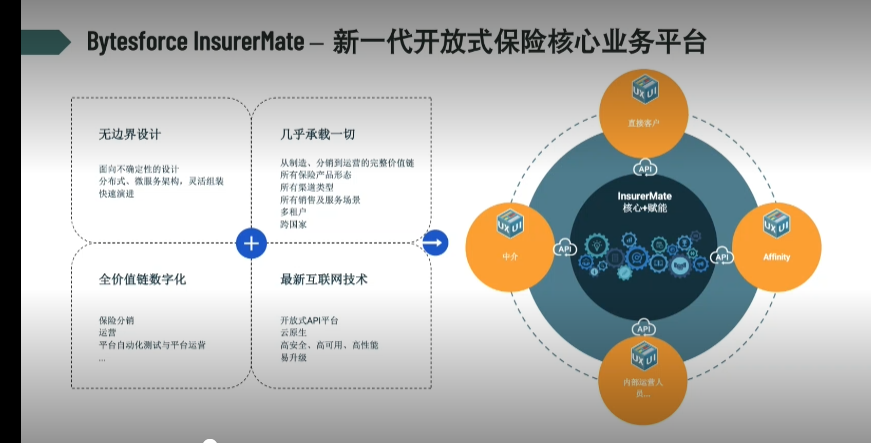 Bytesforce InsurerMate – 新一代开放式保险核心业务平台
无边界设计
面向不确定性的设计
分布式、微服务架构，灵活组装
快速演进
几乎承载一切
从制造、分销到运营的完整价值链
所有保险产品形态
所有渠道类型
所有销售及服务场景
多租户
跨国家
全价值链数字化
保险分销
运营
平台自动化测试与平台运营
...
最新互联网技术
开放式API平台
云原生
高安全、高可用、高性能
易升级
UX UI
直接客户
API
InsurerMate
核心+赋能
UX UI
中介
API
API
UX UI
Affinity
API
UX UI
内部运营人
员...